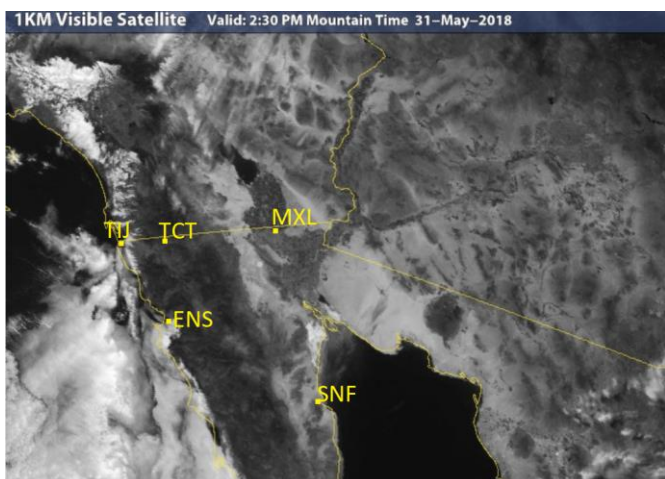 1KM Visible Satellite Valid: 2:30 PM Mountain Time 31-May-2018
TIJ
TCT
MXL
ENS
SNF